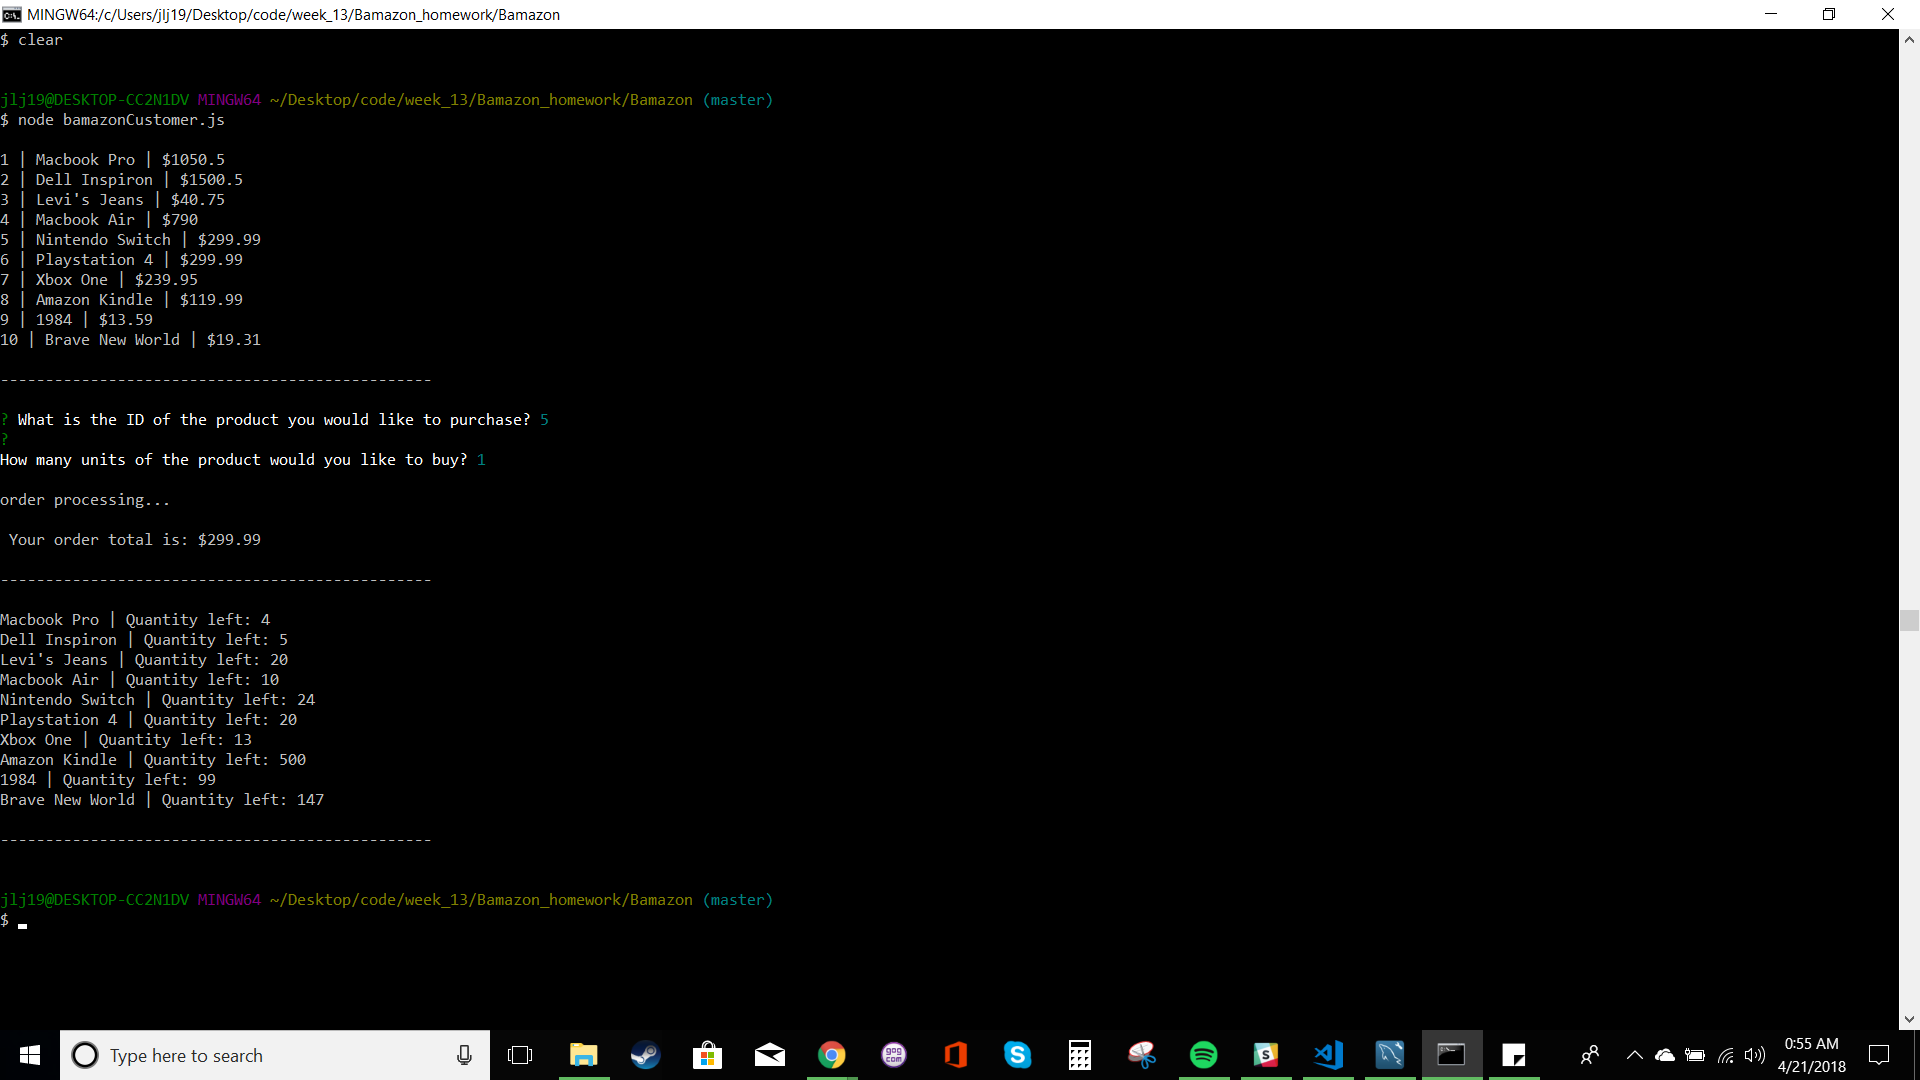 MINGW64:/c/Users/jlj19/Desktop/code/week_13/Bamazon_homework/Bamazon
$ clear
jlj19@DESKTOP-CC2N1DV MINGW64 ~/Desktop/code/week_13/Bamazon_homework/Bamazon (master)
$ node bamazonCustomer.js
1 | Macbook Pro | $1050.5
2 | Dell Inspiron | $1500.5
3 | Levi's Jeans | $40.75
4 | Macbook Air | $790
5 | Nintendo Switch | $299.99
6 | Playstation 4 | $299.99
7 | Xbox One | $239.95
8 | Amazon Kindle | $119.99
9 | 1984 | $13.59
10 | Brave New World | $19.31
------------------------------------------------
? What is the ID of the product you would like to purchase? 5
?
How many units of the product would you like to buy? 1
order processing...
Your order total is: $299.99
------------------------------------------------
Macbook Pro | Quantity left: 4
Dell Inspiron | Quantity left: 5
Levi's Jeans | Quantity left: 20
Macbook Air | Quantity left: 10
Nintendo Switch | Quantity left: 24
Playstation 4 | Quantity left: 20
Xbox One | Quantity left: 13
Amazon Kindle | Quantity left: 500
1984 | Quantity left: 99
Brave New World | Quantity left: 147
------------------------------------------------
jlj19@DESKTOP-CC2N1DV MINGW64 ~/Desktop/code/week_13/Bamazon_homework/Bamazon (master)
$
Type here to search
gog
com
0:55 AM
4/21/2018